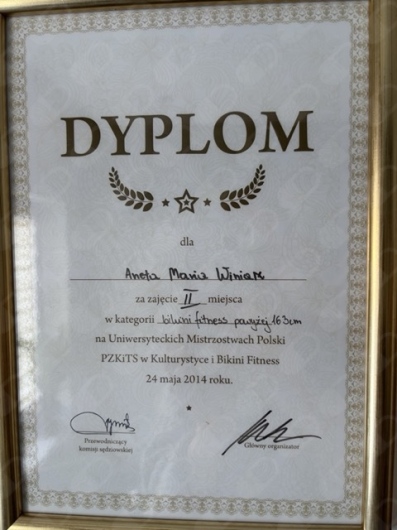 DYPLOM
dla
Aneta Maria Winiark
za zajęcie II miejsca
w kategorii bikini fitness powyżej 163cm
na Uniwersyteckich Mistrzostwach Polski
PZKiTS w Kulturystyce i Bikini Fitness
24 maja 2014 roku.
Przewodniczący
komisji sędziowskiej
Główny organizator